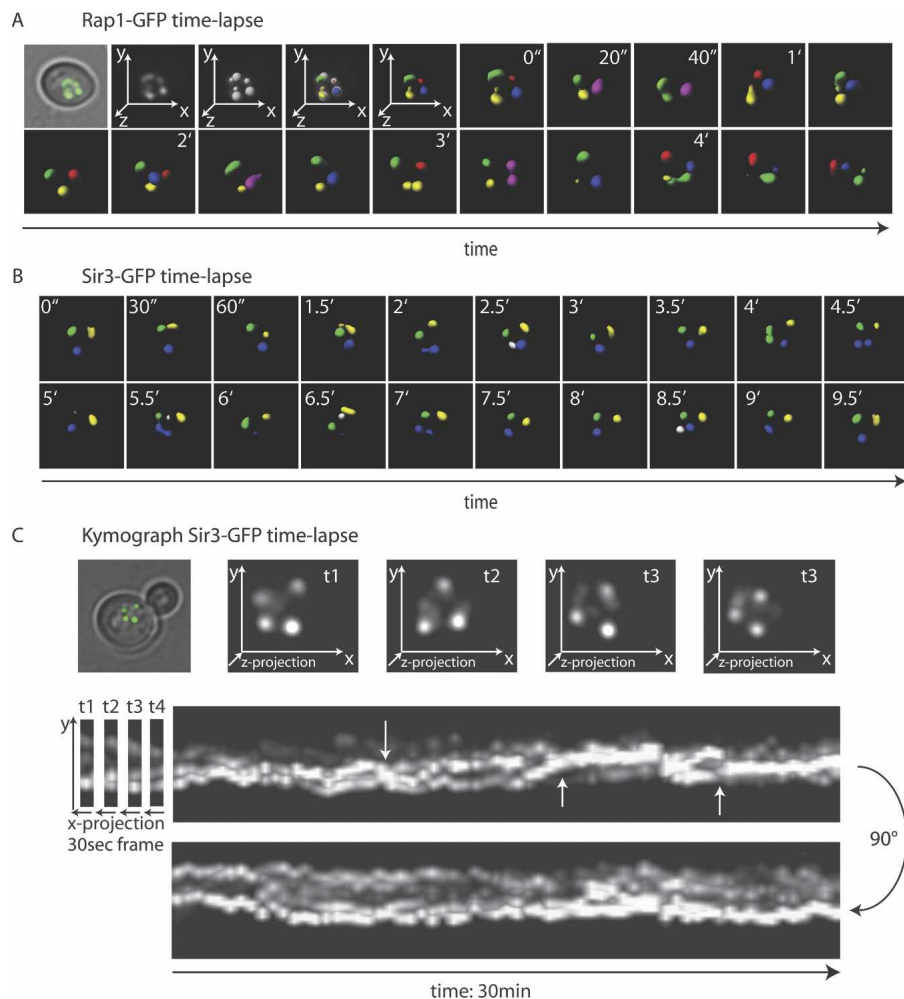 A Rap1-GFP time-lapse
y y y y 0" 20" 40" 1'
x x x x
z z z z
2' 3' 4'
time
B Sir3-GFP time-lapse
0" 30" 60" 1.5' 2' 2.5' 3' 3.5' 4' 4.5'
5' 5.5' 6' 6.5' 7' 7.5' 8' 8.5' 9' 9.5'
time
C Kymograph Sir3-GFP time-lapse
y t1 y t2 y t3 y t3
z-projection x z-projection x z-projection x z-projection x
t1 t2 t3 t4
y
x-projection
30sec frame
90°
time: 30min